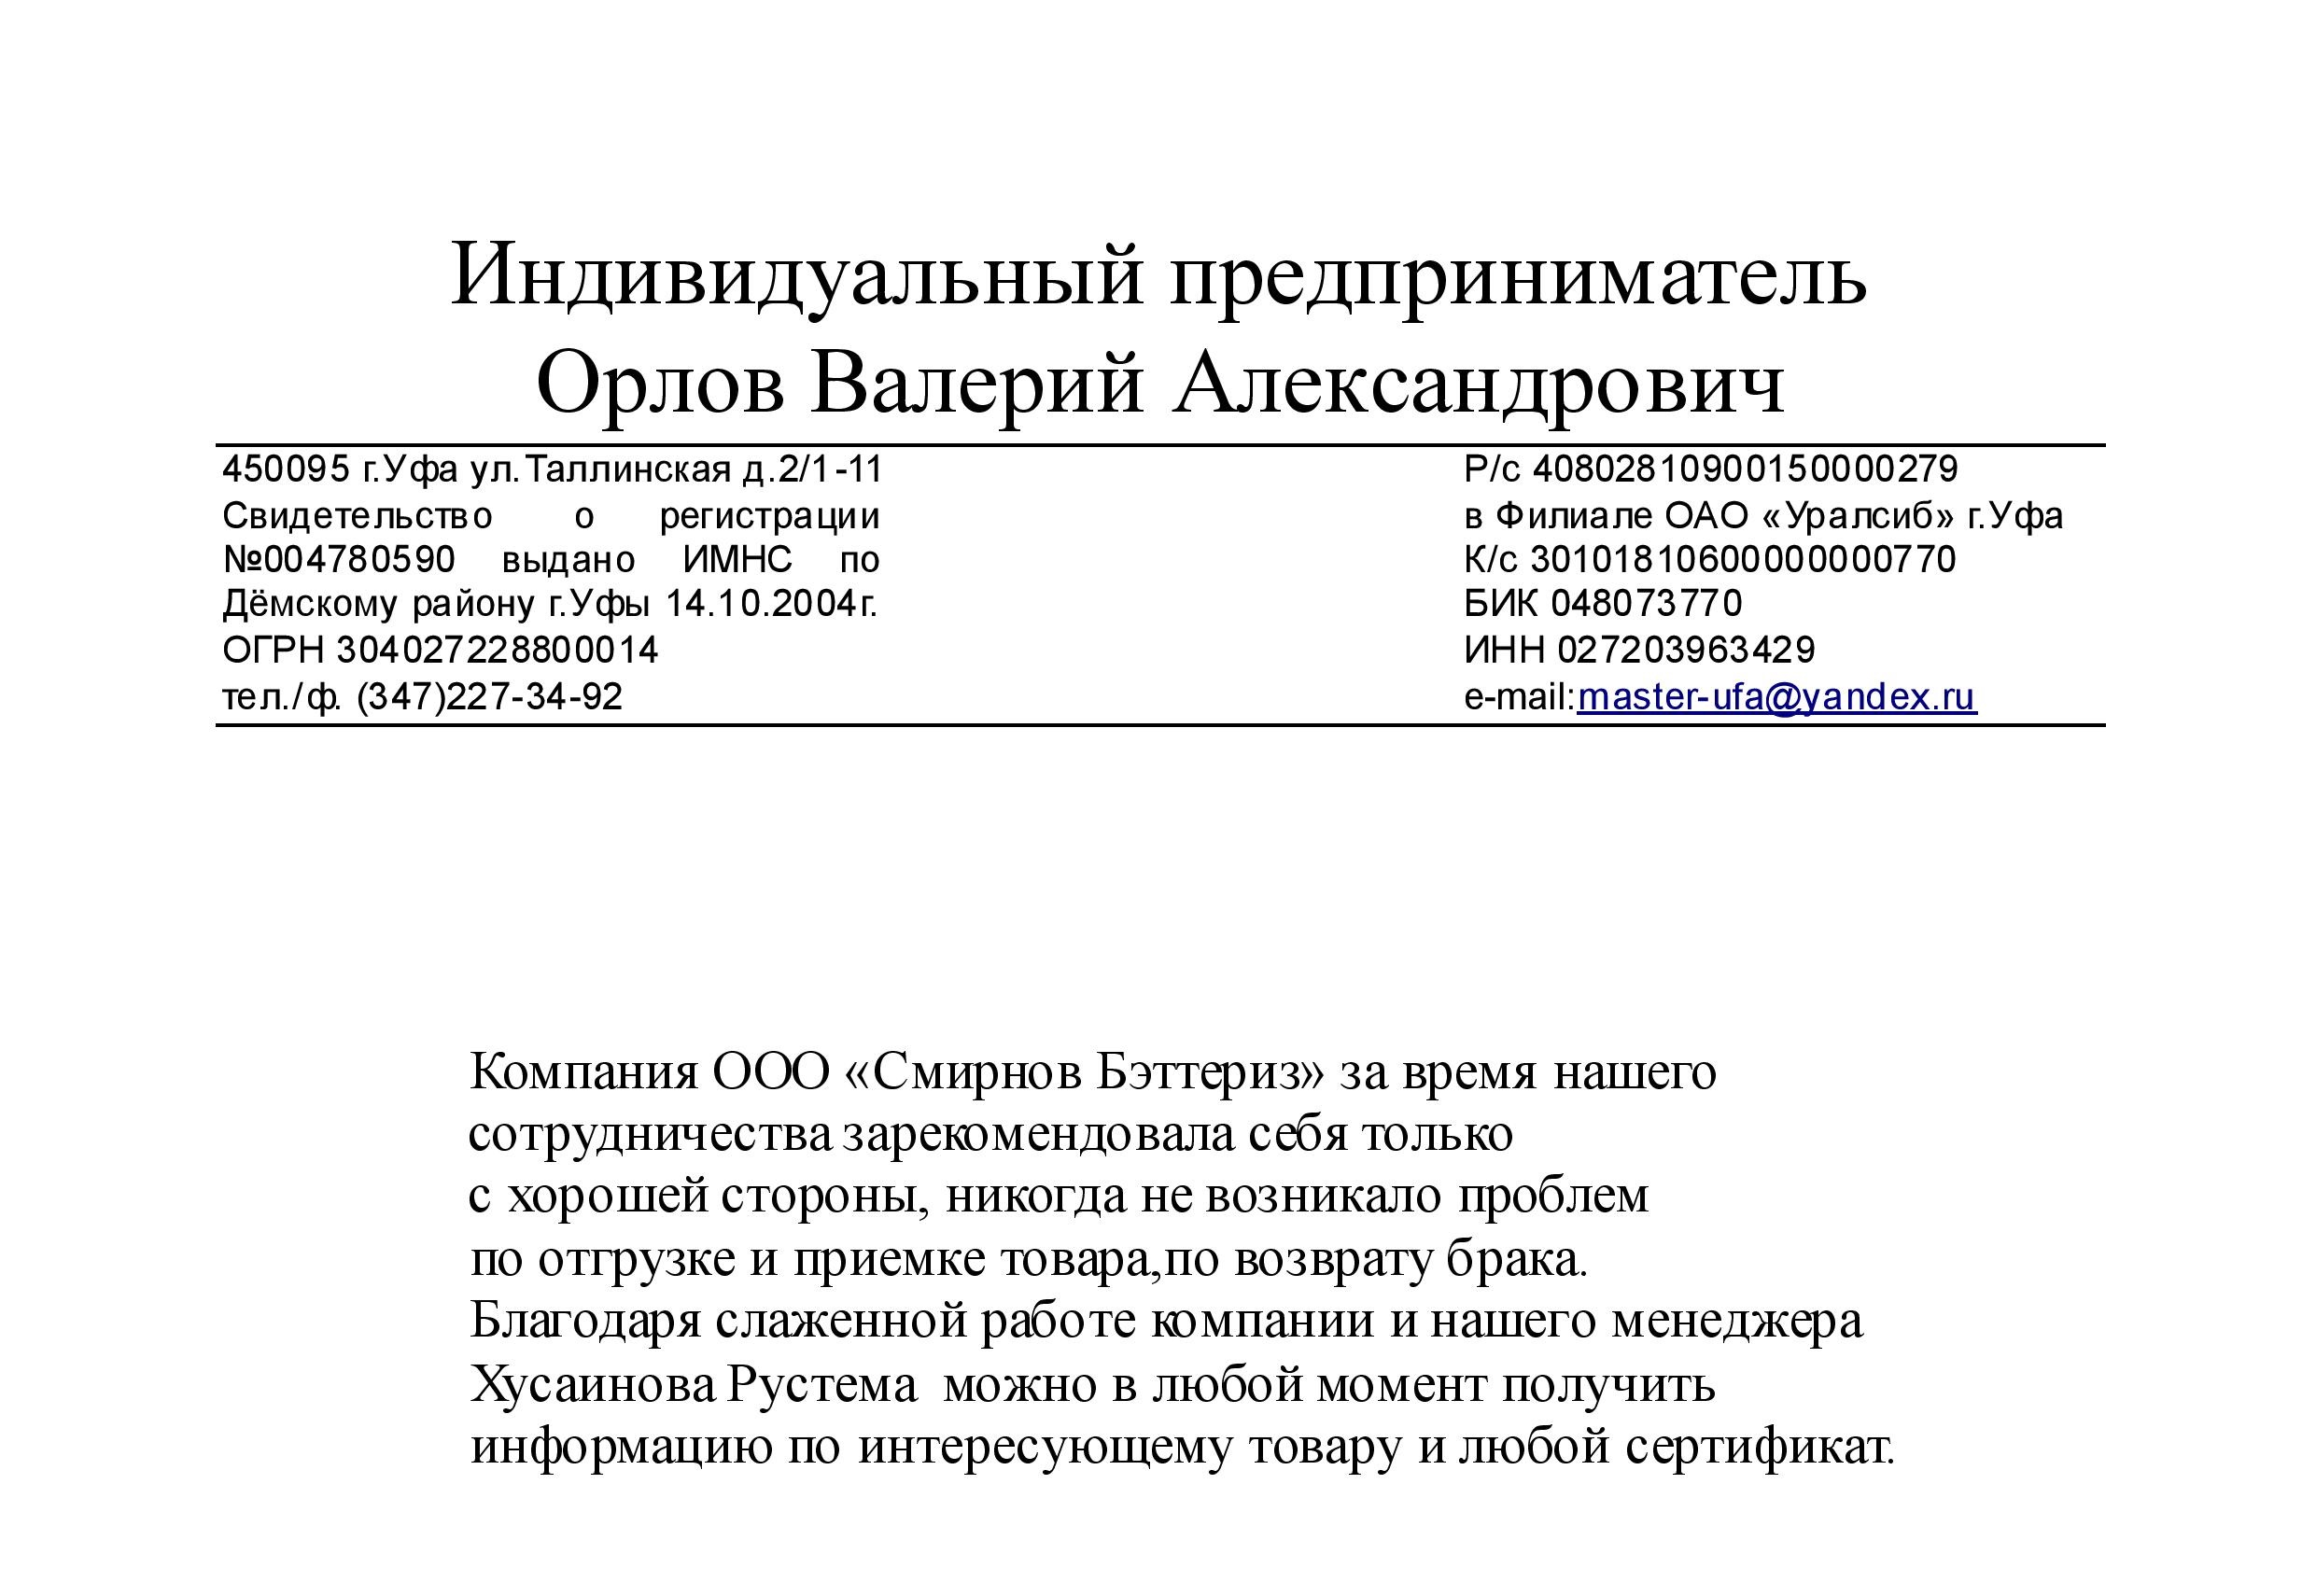 Индивидуальный предприниматель
Орлов Валерий Александрович
450095 г.Уфа ул.Таллинская д.2/1-11
Свидетельство о регистрации
№004780590 выдано ИМНС по
Дёмскому району г.Уфы 14.10.2004г.
ОГРН 304027228800014
тел./ф. (347)227-34-92
Р/с 40802810900150000279
в Филиале ОАО «Уралсиб» г.Уфа
К/с 30101810600000000770
БИК 048073770
ИНН 027203963429
e-mail:master-ufa@yandex.ru
Компания ООО «Смирнов Бэттериз» за время нашего
сотрудничества зарекомендовала себя только
с хорошей стороны, никогда не возникало проблем
по отгрузке и приемке товара,по возврату брака.
Благодаря слаженной работе компании и нашего менеджера
Хусаинова Рустема  можно в любой момент получить
информацию по интересующему товару и любой сертификат.